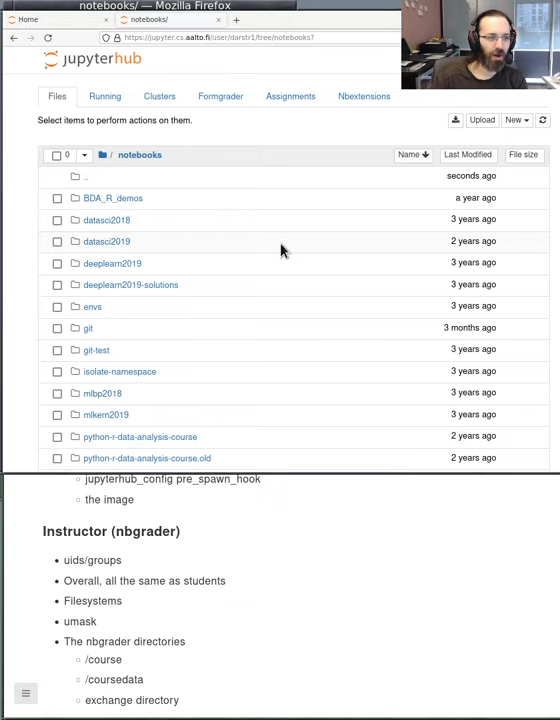 notebooks/ — Mozilla Firefox
Home
notebooks/
https://jupyter.cs.aalto.fi/user/darstr1/tree/notebooks?
jupyterhub
Files Running Clusters Formgrader Assignments Nbextensions
Select items to perform actions on them.
Upload New
0 / notebooks Name Last Modified File size
.. seconds ago
BDA_R_demos a year ago
datasci2018 3 years ago
datasci2019 2 years ago
deeplearn2019 3 years ago
deeplearn2019-solutions 3 years ago
envs 3 years ago
git 3 months ago
git-test 3 years ago
isolate-namespace 3 years ago
mlbp2018 3 years ago
mlkern2019 3 years ago
python-r-data-analysis-course 2 years ago
python-r-data-analysis-course.old 2 years ago
jupyterhub_config pre_spawn_hook
the image
Instructor (nbgrader)
uids/groups
Overall, all the same as students
Filesystems
umask
The nbgrader directories
/course
/coursedata
exchange directory